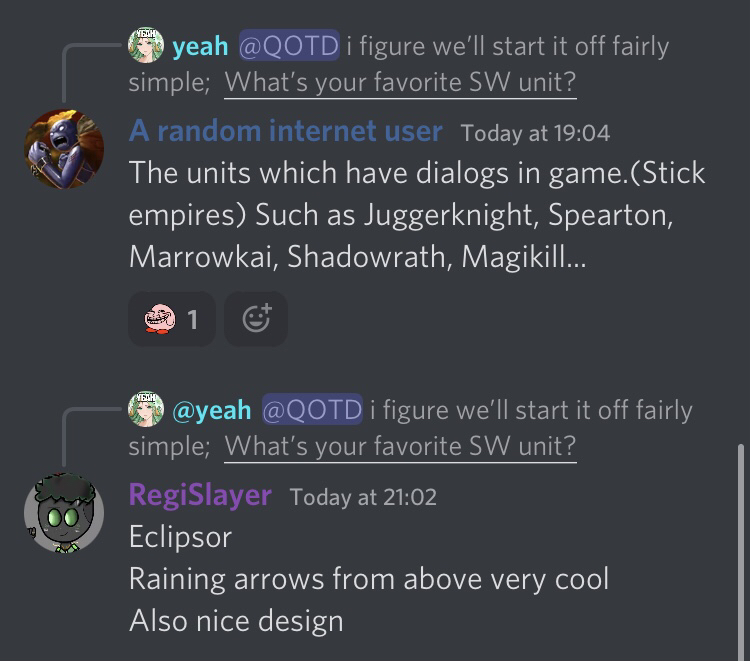 yeah @QOTD i figure we'll start it off fairly
simple; What's your favorite SW unit?
A random internet user Today at 19:04
The units which have dialogs in game.(Stick
empires) Such as Juggerknight, Spearton,
Marrowkai, Shadowrath, Magikill...
1
@yeah @QOTD i figure we'll start it off fairly
simple; What's your favorite SW unit?
RegiSlayer Today at 21:02
Eclipsor
Raining arrows from above very cool
Also nice design